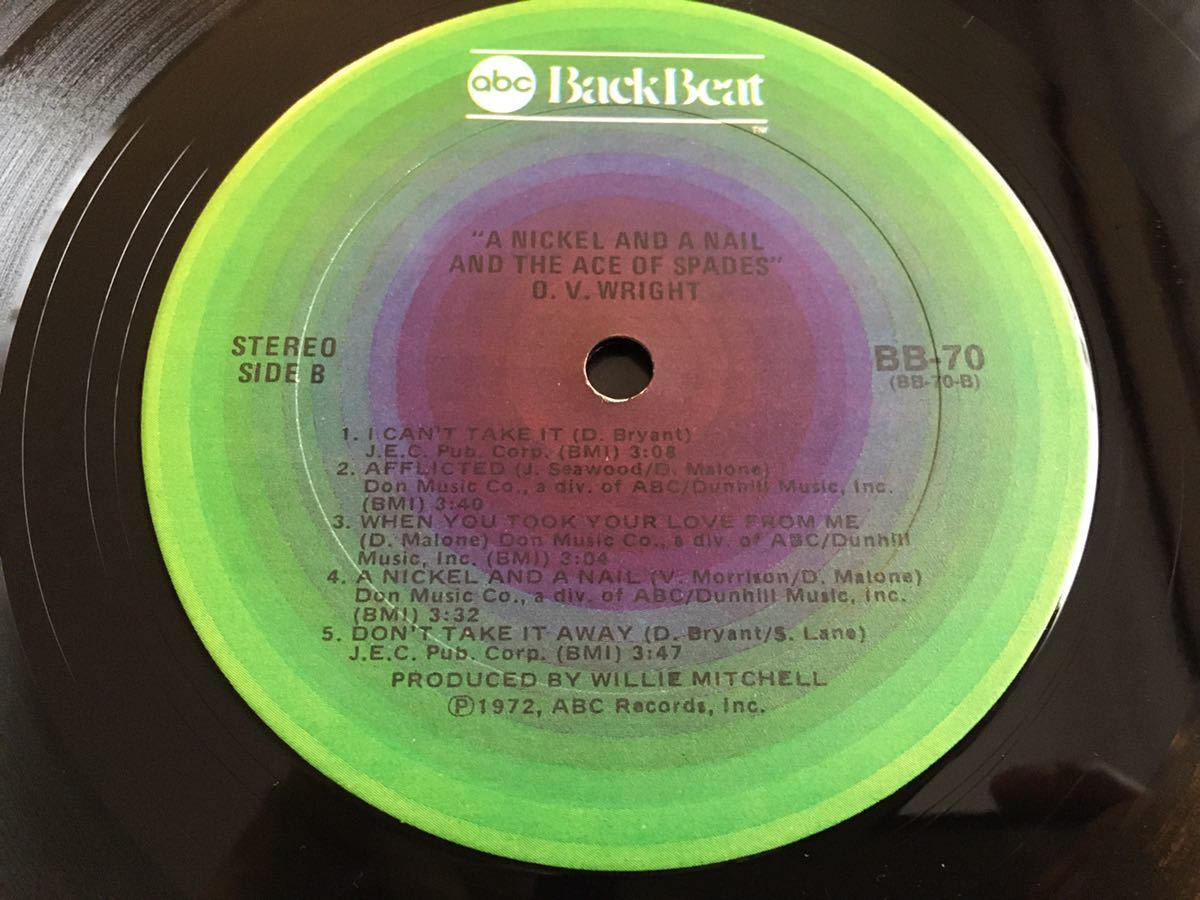 abc BackBeat
TM
"A NICKEL AND A NAIL
AND THE ACE OF SPADES"
O. V. WRIGHT
STEREO
SIDE B
BB-70
(BB-70-B)
1. I CAN'T TAKE IT (D. Bryant)
J.E.C. Pub. Corp. (BMI) 3:08
2. AFFLICTED (J. Seawood/D. Malone)
Don Music Co., a div. of ABC/Dunhill Music, Inc.
(BMI) 3:40
3. WHEN YOU TOOK YOUR LOVE FROM ME
(D. Malone) Don Music Co., a div. of ABC/Dunhill
Music, Inc. (BMI) 3:04
4. A NICKEL AND A NAIL (V. Morrison/D. Malone)
Don Music Co., a div. of ABC/Dunhill Music, Inc.
(BMI) 3:32
5. DON'T TAKE IT AWAY (D. Bryant/S. Lane)
J.E.C. Pub. Corp. (BMI) 3:47
PRODUCED BY WILLIE MITCHELL
Ⓟ1972, ABC Records, Inc.